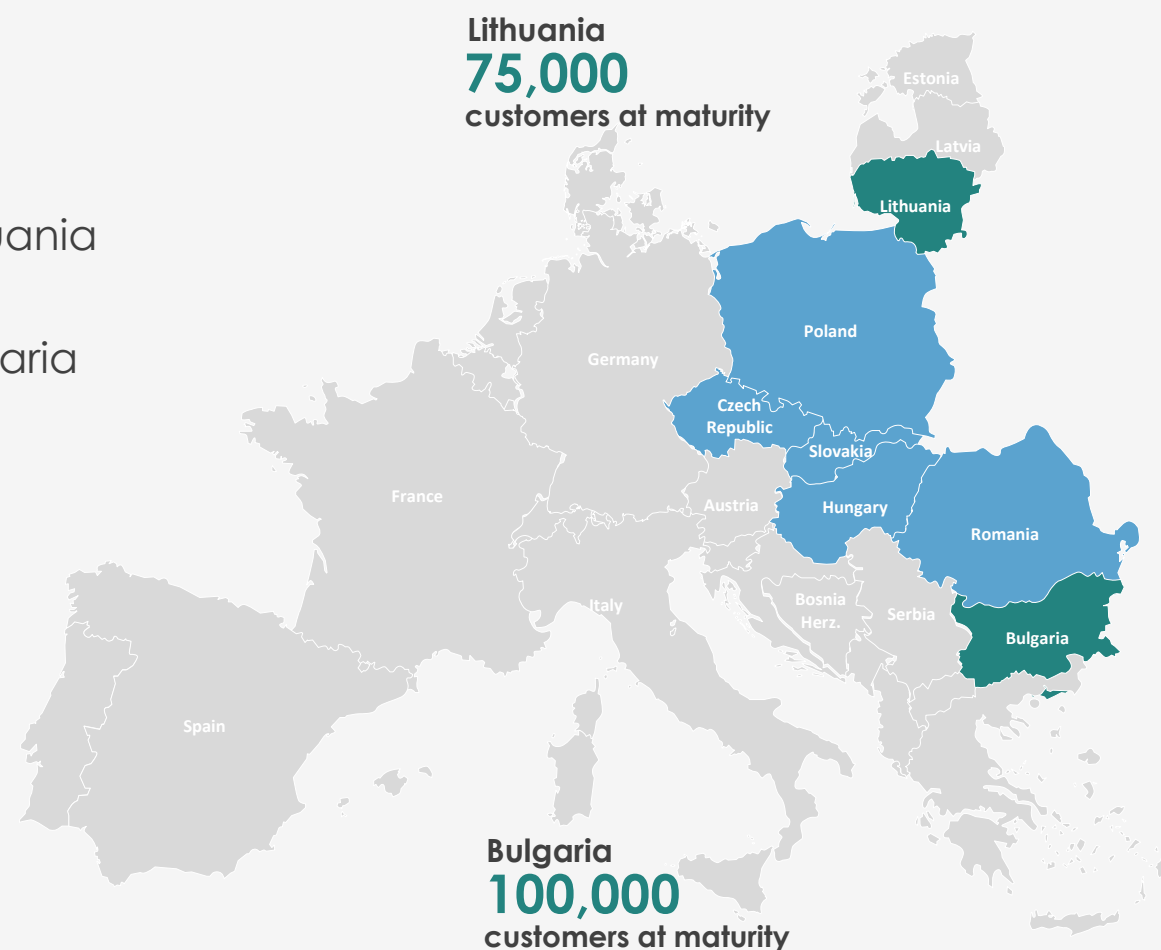 Lithuania
75,000
customers at maturity
Estonia
Latvia
Lithuania
uania
Poland
aria
Germany
Czech
Republic
Slovakia
France
Austria
Hungary
Romania
Italy
Bosnia
Herz.
Serbia
Bulgaria
Spain
Bulgaria
100,000
customers at maturity